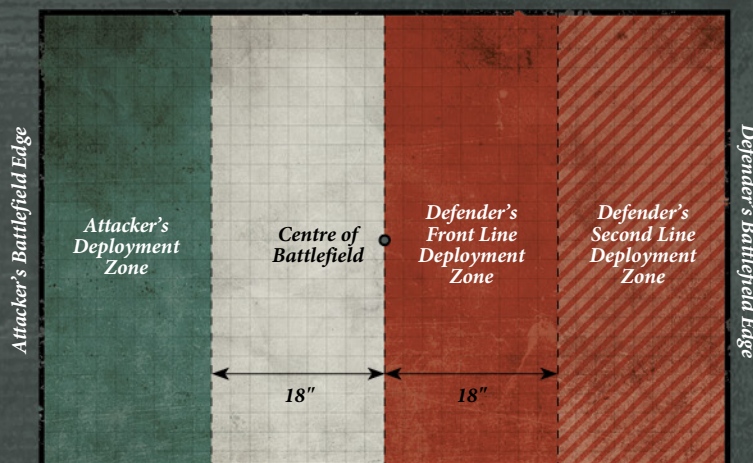 Attacker's Battlefield Edge
Attacker's
Deployment
Zone
Centre of
Battlefield
Defender's
Front Line
Deployment
Zone
Defender's
Second Line
Deployment
Zone
Defender's Battlefield Edge
18"
18"